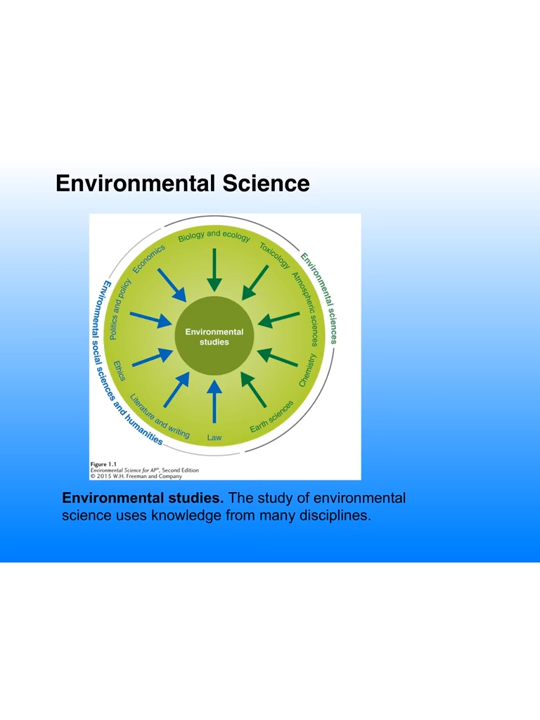 Environmental Science
Biology and ecology
Toxicology
Atmospheric sciences
Chemistry
Earth sciences
Law
Literature and writing
Ethics
Politics and policy
Economics
Environmental sciences
Environmental social sciences and humanities
Environmental
studies
Figure 1.1
Environmental Science for AP®, Second Edition
© 2015 W.H. Freeman and Company
Environmental studies. The study of environmental
science uses knowledge from many disciplines.